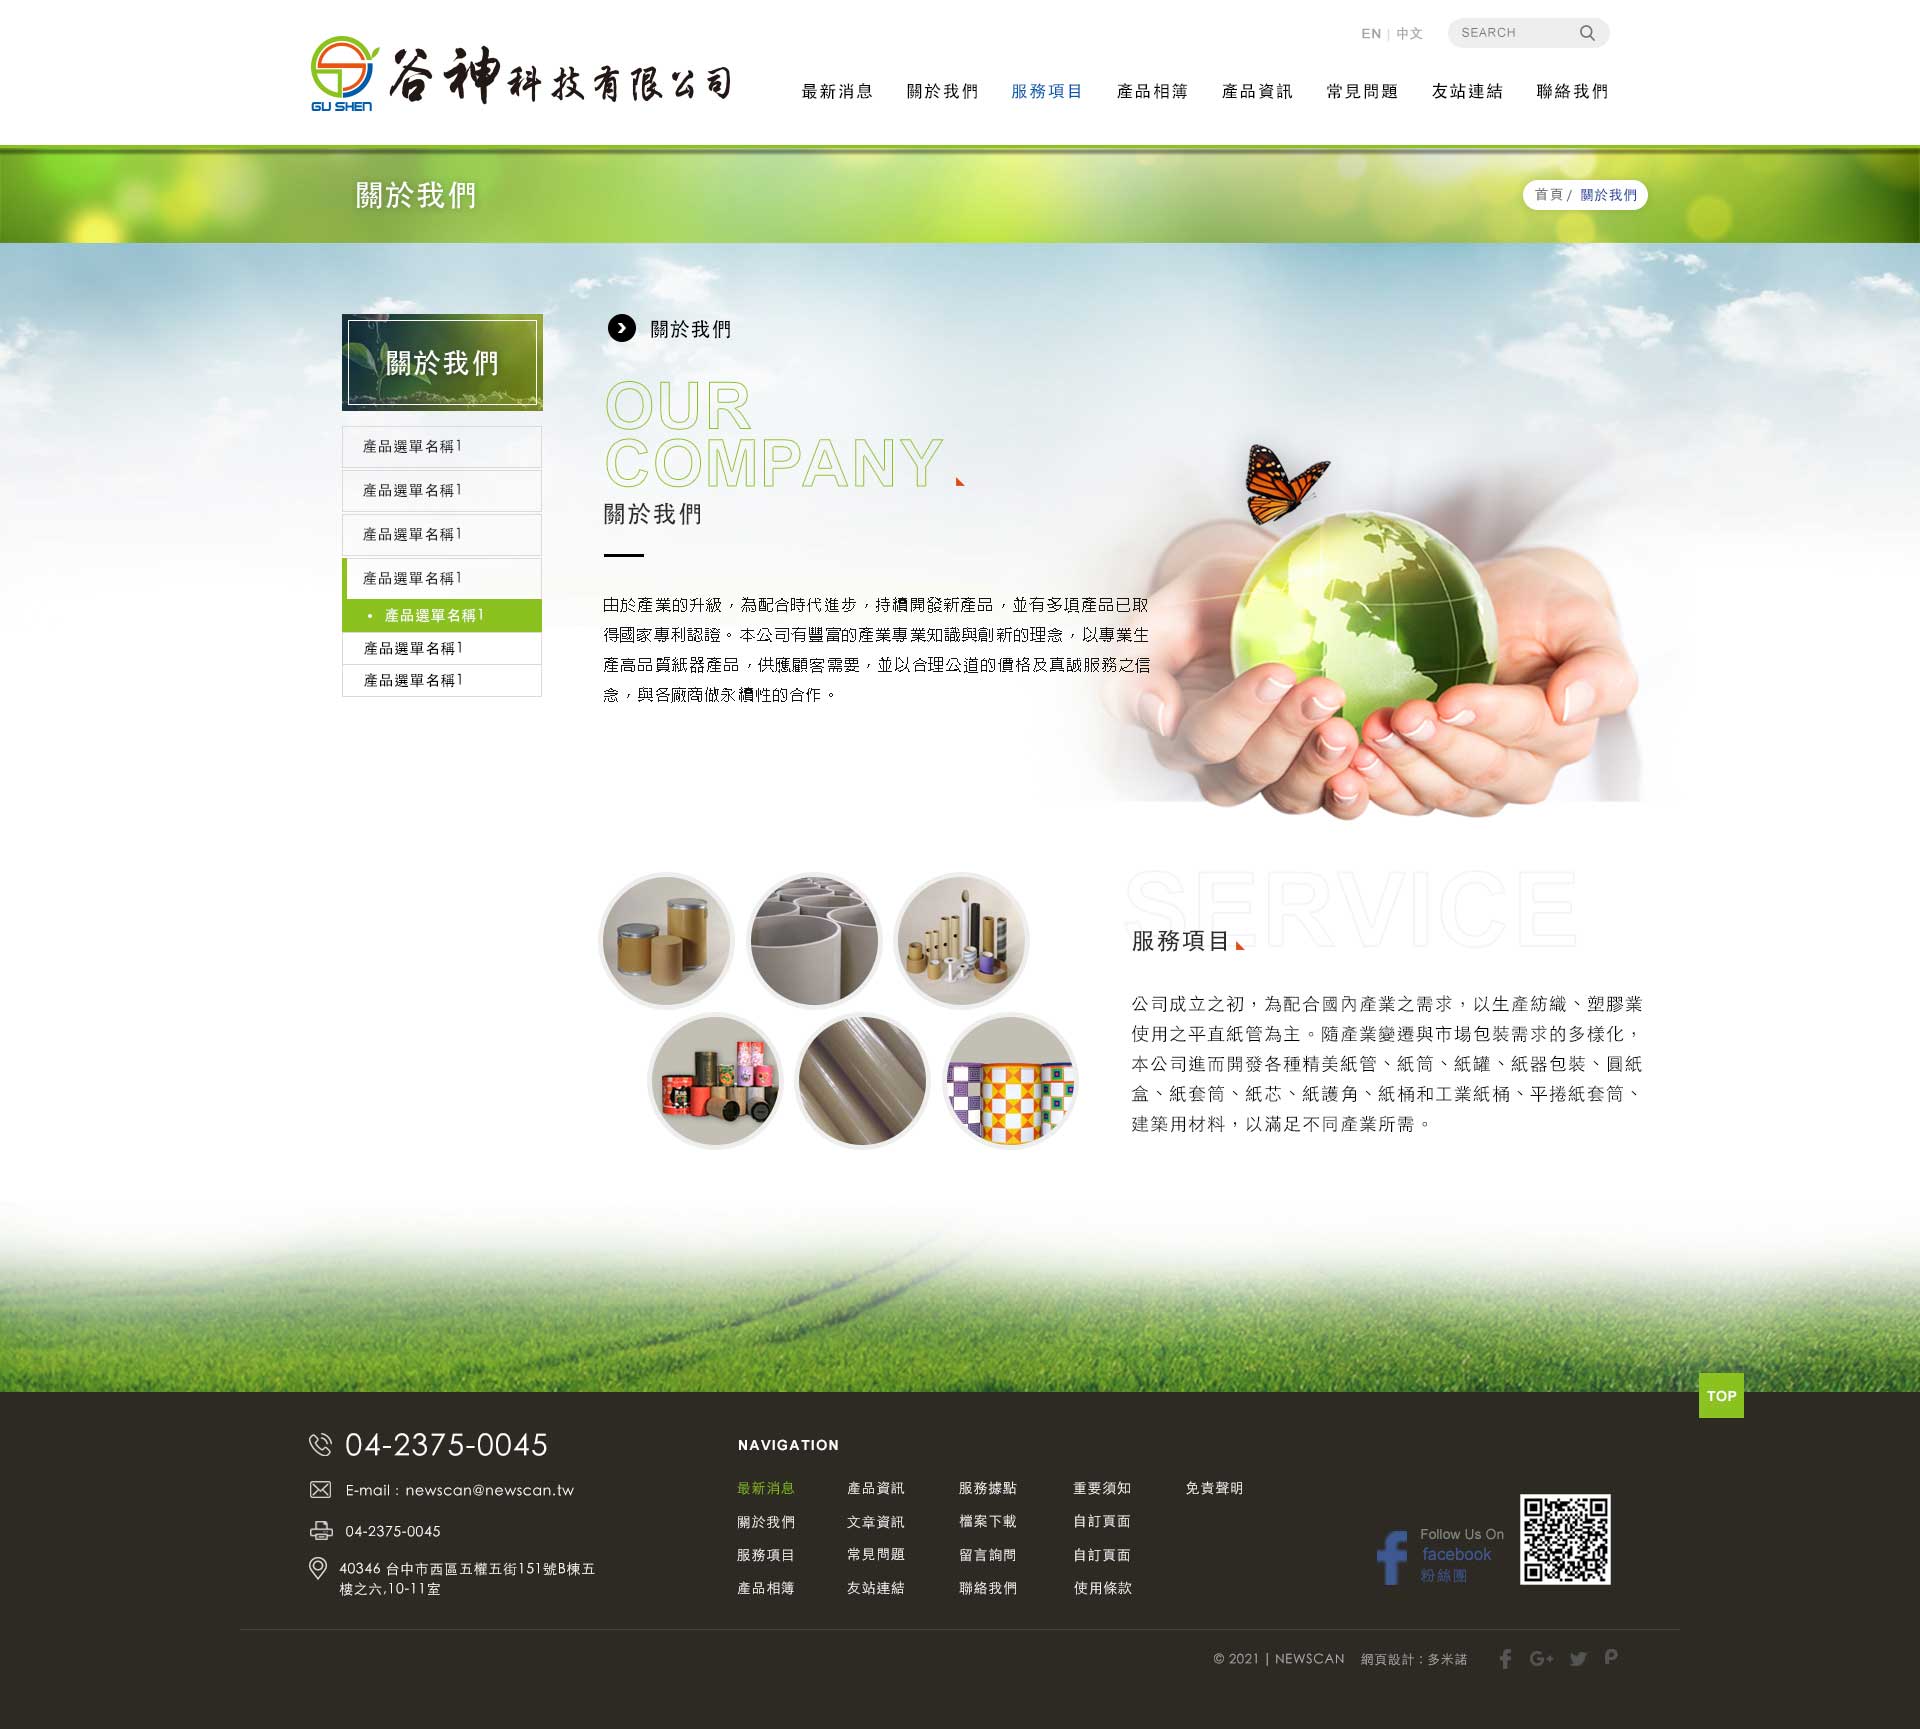 EN | 中文
SEARCH
GU SHEN
谷神科技有限公司
最新消息 關於我們 服務項目 產品相簿 產品資訊 常見問題 友站連結 聯絡我們
關於我們
首頁 / 關於我們
關於我們
產品選單名稱1
產品選單名稱1
產品選單名稱1
產品選單名稱1
• 產品選單名稱1
產品選單名稱1
產品選單名稱1
關於我們
OUR
COMPANY
關於我們
由於產業的升級，為配合時代進步，持續開發新產品，並有多項產品已取
得國家專利認證。本公司有豐富的產業專業知識與創新的理念，以專業生
產高品質紙器產品，供應顧客需要，並以合理公道的價格及真誠服務之信
念，與各廠商做永續性的合作。
SERVICE
服務項目
公司成立之初，為配合國內產業之需求，以生產紡織、塑膠業
使用之平直紙管為主。隨產業變遷與市場包裝需求的多樣化，
本公司進而開發各種精美紙管、紙筒、紙罐、紙器包裝、圓紙
盒、紙套筒、紙芯、紙護角、紙桶和工業紙桶、平捲紙套筒、
建築用材料，以滿足不同產業所需。
TOP
04-2375-0045
E-mail : newscan@newscan.tw
04-2375-0045
40346 台中市西區五權五街151號B棟五
樓之六,10-11室
NAVIGATION
最新消息 產品資訊 服務據點 重要須知 免責聲明
關於我們 文章資訊 檔案下載 自訂頁面
服務項目 常見問題 留言詢問 自訂頁面
產品相簿 友站連結 聯絡我們 使用條款
Follow Us On
facebook
粉絲團
© 2021 | NEWSCAN 網頁設計 : 多米諾